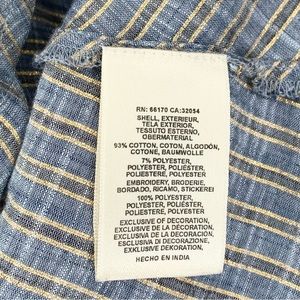 RN: 66170 CA:32054
SHELL, EXTERIEUR,
TELA EXTERIOR,
TESSUTO ESTERNO,
OBERMATERIAL
93% COTTON, COTON, ALGODÓN,
COTONE, BAUMWOLLE
7% POLYESTER,
POLYESTER, POLIÉSTER,
POLIESTERE, POLYESTER
EMBROIDERY, BRODERIE,
BORDADO, RICAMO, STICKEREI
100% POLYESTER,
POLYESTER, POLIÉSTER,
POLIESTERE, POLYESTER
EXCLUSIVE OF DECORATION,
EXCLUSIVE DE LA DECORATION,
EXCLUSIVA DE LA DECORACIÓN,
ESCLUSIVA DI DECORAZIONE,
EXKLUSIVE DEKORATION
HECHO EN INDIA